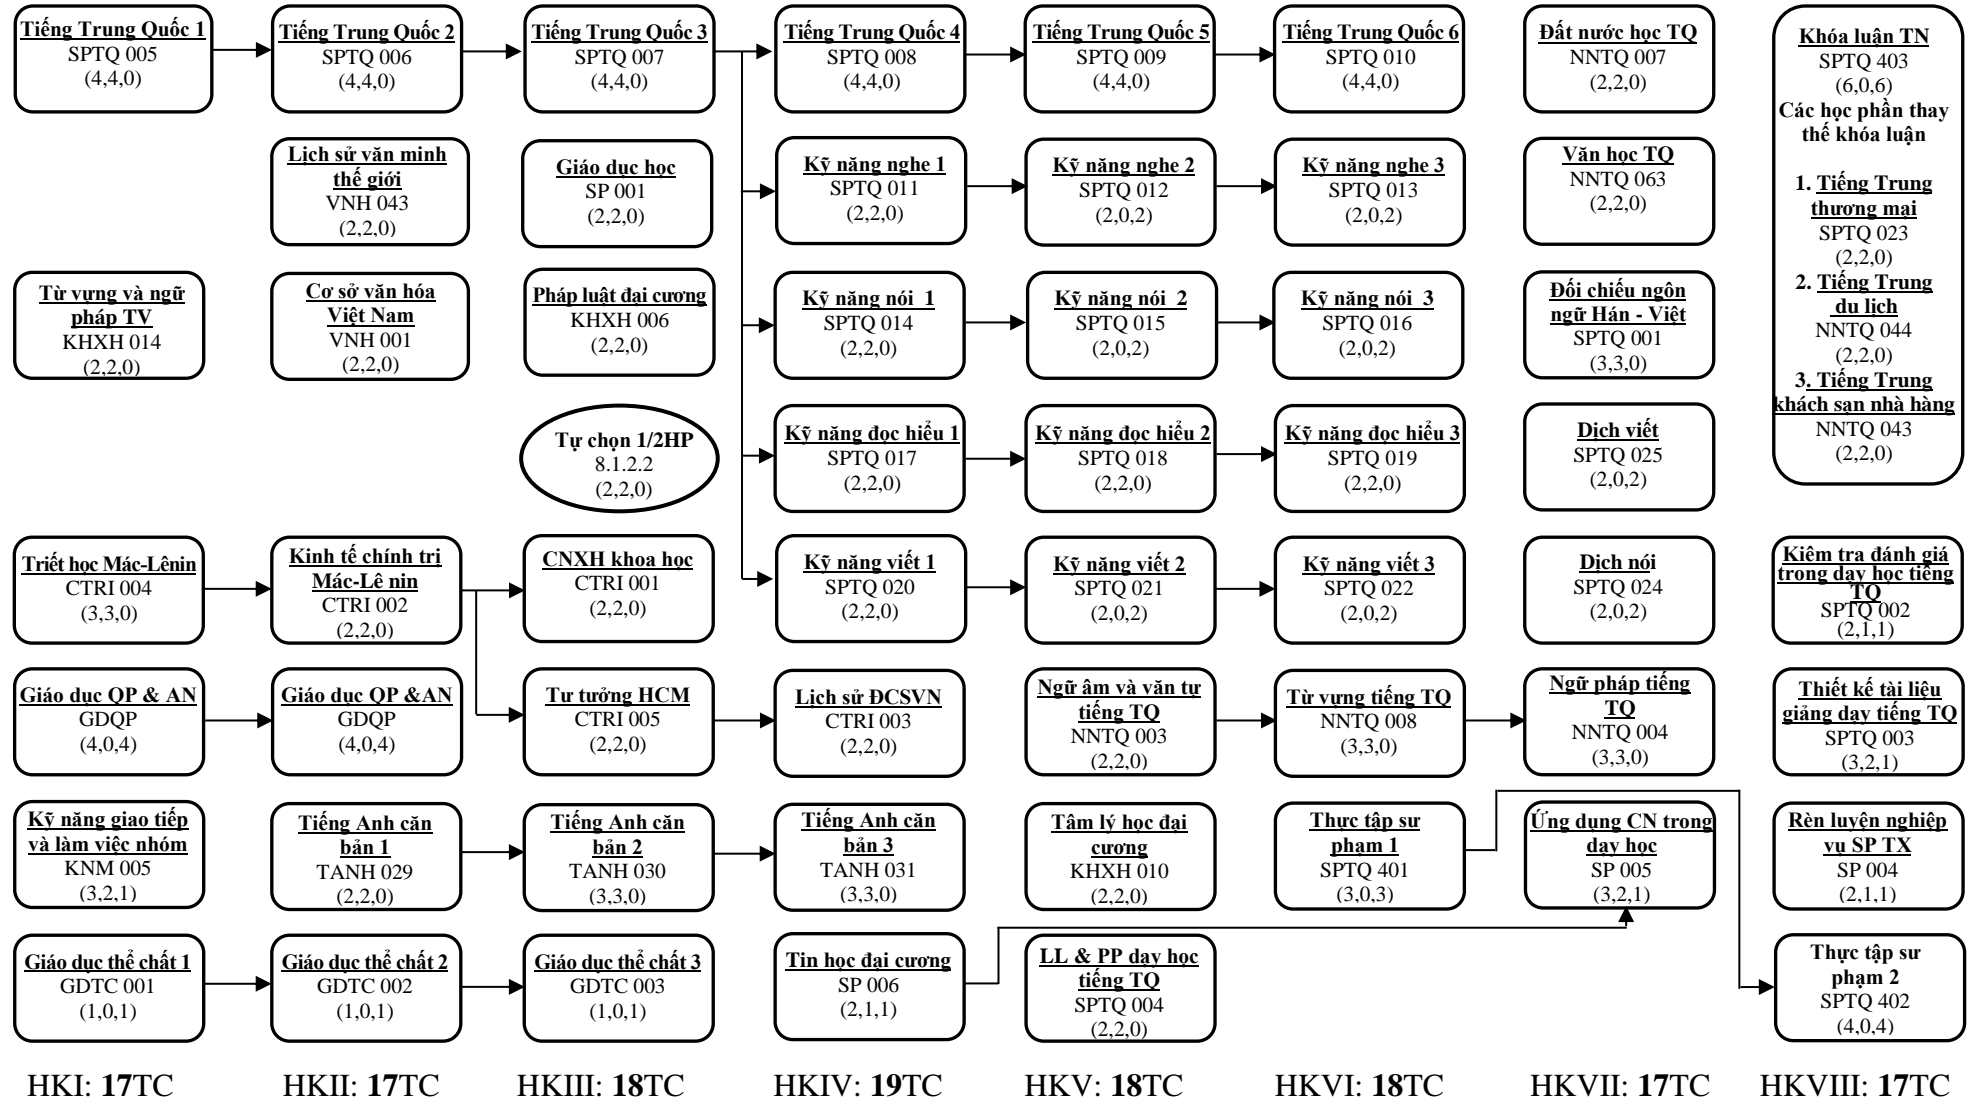 Tiếng Trung Quốc 1
SPTQ 005
(4,4,0)
Tiếng Trung Quốc 2
SPTQ 006
(4,4,0)
Tiếng Trung Quốc 3
SPTQ 007
(4,4,0)
Tiếng Trung Quốc 4
SPTQ 008
(4,4,0)
Tiếng Trung Quốc 5
SPTQ 009
(4,4,0)
Tiếng Trung Quốc 6
SPTQ 010
(4,4,0)
Đất nước học TQ
NNTQ 007
(2,2,0)
Khóa luận TN
SPTQ 403
(6,0,6)
Các học phần thay
thế khóa luận
1. Tiếng Trung
thương mại
SPTQ 023
(2,2,0)
2. Tiếng Trung
du lịch
NNTQ 044
(2,2,0)
3. Tiếng Trung
khách sạn nhà hàng
NNTQ 043
(2,2,0)
Lịch sử văn minh
thế giới
VNH 043
(2,2,0)
Giáo dục học
SP 001
(2,2,0)
Kỹ năng nghe 1
SPTQ 011
(2,2,0)
Kỹ năng nghe 2
SPTQ 012
(2,0,2)
Kỹ năng nghe 3
SPTQ 013
(2,0,2)
Văn học TQ
NNTQ 063
(2,2,0)
Từ vựng và ngữ
pháp TV
KHXH 014
(2,2,0)
Cơ sở văn hóa
Việt Nam
VNH 001
(2,2,0)
Pháp luật đại cương
KHXH 006
(2,2,0)
Kỹ năng nói 1
SPTQ 014
(2,2,0)
Kỹ năng nói 2
SPTQ 015
(2,0,2)
Kỹ năng nói 3
SPTQ 016
(2,0,2)
Đối chiếu ngôn
ngữ Hán - Việt
SPTQ 001
(3,3,0)
Tự chọn 1/2HP
8.1.2.2
(2,2,0)
Kỹ năng đọc hiểu 1
SPTQ 017
(2,2,0)
Kỹ năng đọc hiểu 2
SPTQ 018
(2,2,0)
Kỹ năng đọc hiểu 3
SPTQ 019
(2,2,0)
Dịch viết
SPTQ 025
(2,0,2)
Triết học Mác-Lênin
CTRI 004
(3,3,0)
Kinh tế chính trị
Mác-Lê nin
CTRI 002
(2,2,0)
CNXH khoa học
CTRI 001
(2,2,0)
Kỹ năng viết 1
SPTQ 020
(2,2,0)
Kỹ năng viết 2
SPTQ 021
(2,0,2)
Kỹ năng viết 3
SPTQ 022
(2,0,2)
Dịch nói
SPTQ 024
(2,0,2)
Kiêm tra đánh giá
trong dạy học tiếng
TQ
SPTQ 002
(2,1,1)
Giáo dục QP & AN
GDQP
(4,0,4)
Giáo dục QP &AN
GDQP
(4,0,4)
Tư tưởng HCM
CTRI 005
(2,2,0)
Lịch sử ĐCSVN
CTRI 003
(2,2,0)
Ngữ âm và văn tự
tiếng TQ
NNTQ 003
(2,2,0)
Từ vựng tiếng TQ
NNTQ 008
(3,3,0)
Ngữ pháp tiếng
TQ
NNTQ 004
(3,3,0)
Thiết kế tài liệu
giảng dạy tiếng TQ
SPTQ 003
(3,2,1)
Kỹ năng giao tiếp
và làm việc nhóm
KNM 005
(3,2,1)
Tiếng Anh căn
bản 1
TANH 029
(2,2,0)
Tiếng Anh căn
bản 2
TANH 030
(3,3,0)
Tiếng Anh căn
bản 3
TANH 031
(3,3,0)
Tâm lý học đại
cương
KHXH 010
(2,2,0)
Thực tập sư
phạm 1
SPTQ 401
(3,0,3)
Ứng dụng CN trong
dạy học
SP 005
(3,2,1)
Rèn luyện nghiệp
vụ SP TX
SP 004
(2,1,1)
Giáo dục thể chất 1
GDTC 001
(1,0,1)
Giáo dục thể chất 2
GDTC 002
(1,0,1)
Giáo dục thể chất 3
GDTC 003
(1,0,1)
Tin học đại cương
SP 006
(2,1,1)
LL & PP dạy học
tiếng TQ
SPTQ 004
(2,2,0)
Thực tập sư
phạm 2
SPTQ 402
(4,0,4)
HKI: 17TC
HKII: 17TC
HKIII: 18TC
HKIV: 19TC
HKV: 18TC
HKVI: 18TC
HKVII: 17TC
HKVIII: 17TC